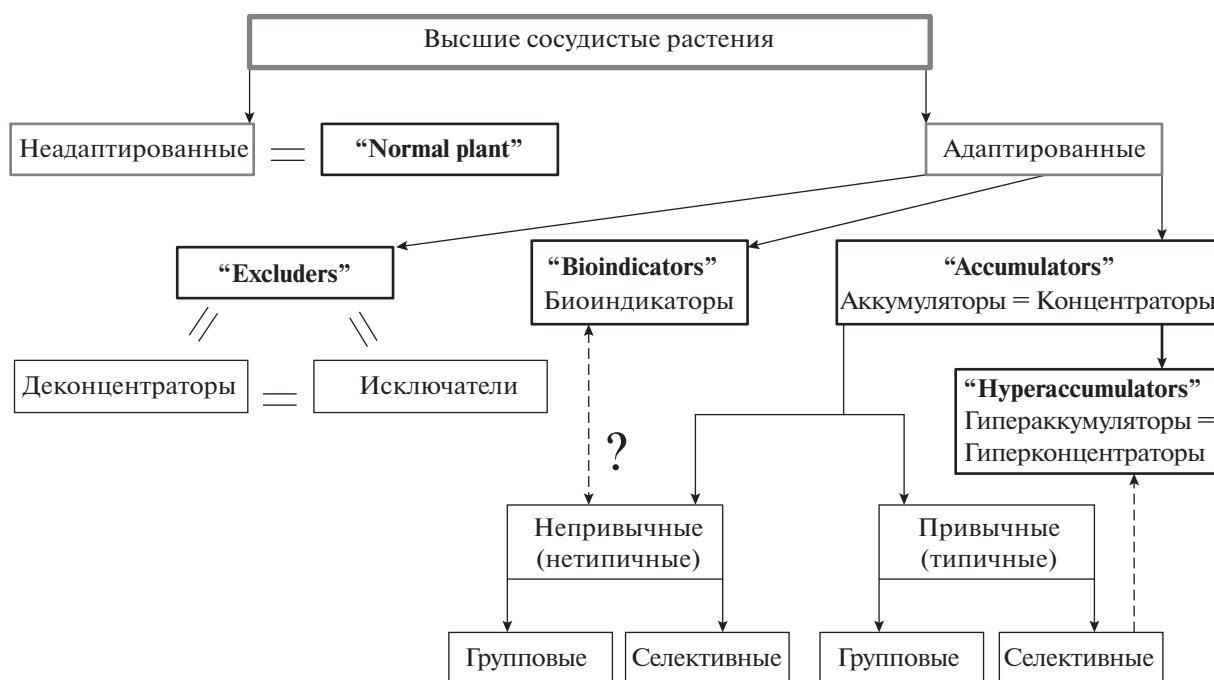 Высшие сосудистые растения
Неадаптированные
=
“Normal plant”
Адаптированные
“Excluders”
“Bioindicators”
Биоиндикаторы
“Accumulators”
Аккумуляторы = Концентраторы
Деконцентраторы
=
Исключатели
“Hyperaccumulators”
Гипераккумуляторы =
Гиперконцентраторы
?
Непривычные
(нетипичные)
Привычные
(типичные)
Групповые
Селективные
Групповые
Селективные